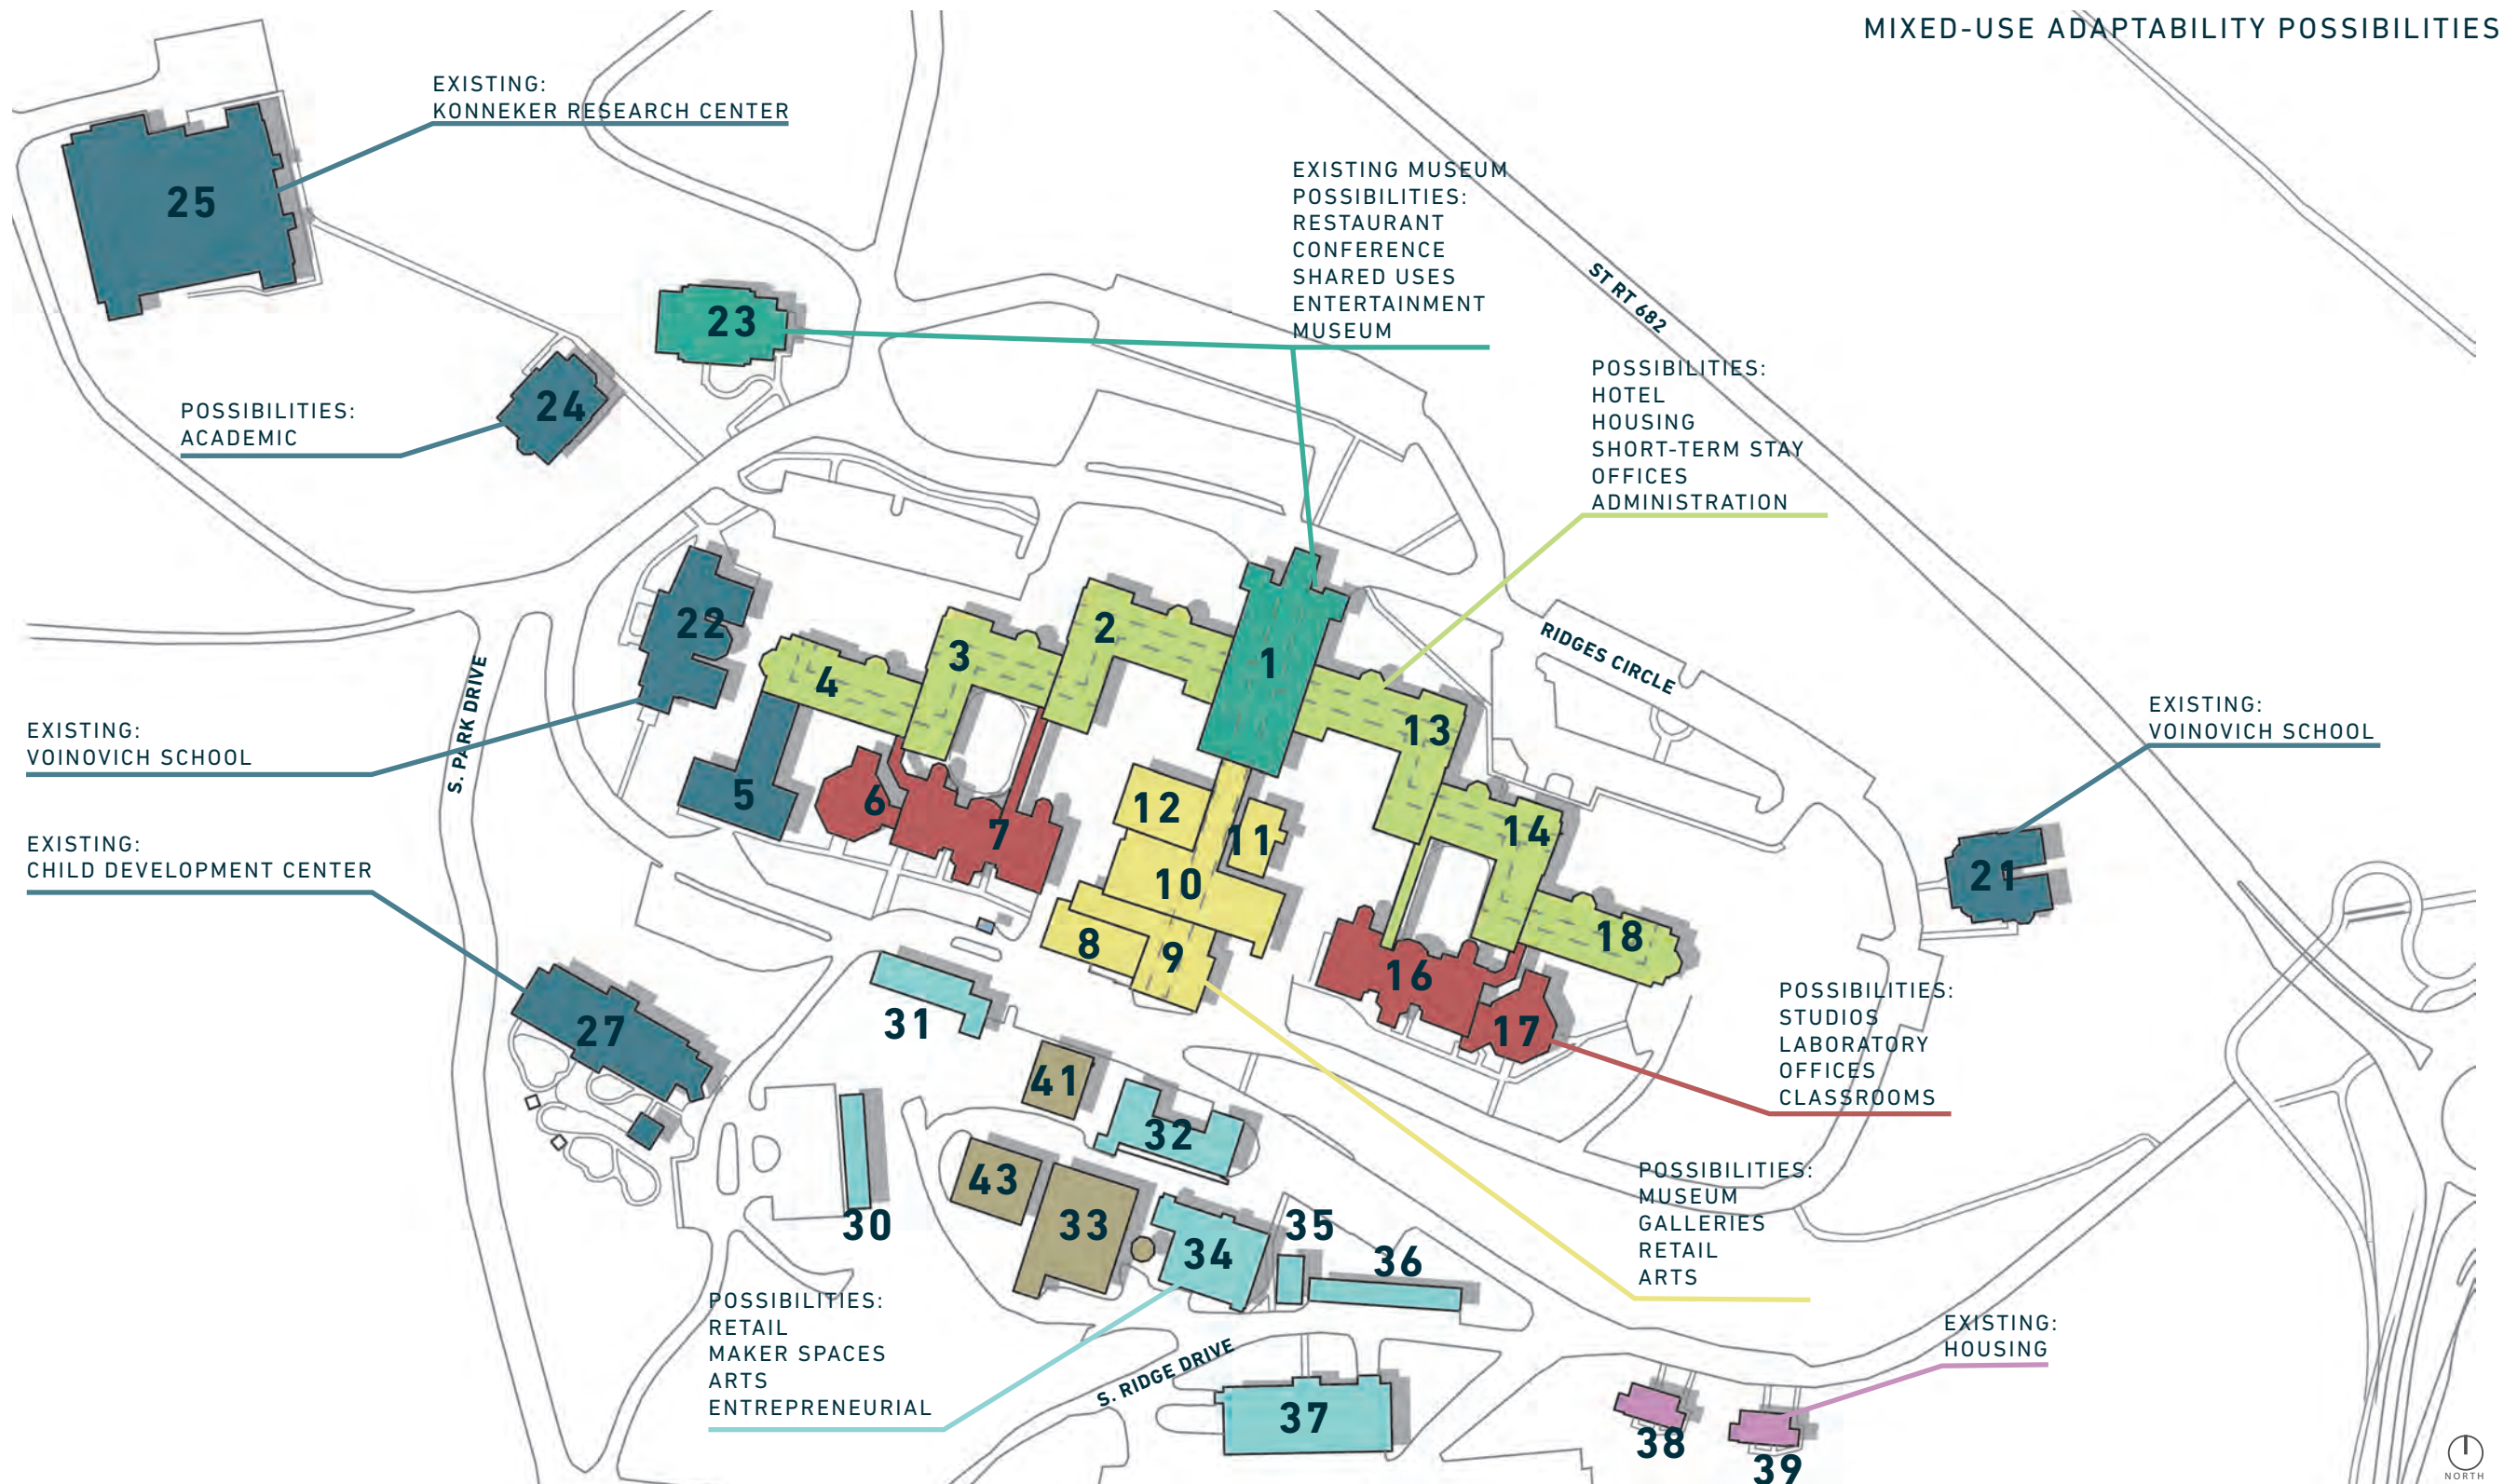 MIXED-USE ADAPTABILITY POSSIBILITIES
EXISTING:
KONNEKER RESEARCH CENTER
25
EXISTING MUSEUM
POSSIBILITIES:
RESTAURANT
CONFERENCE
SHARED USES
ENTERTAINMENT
MUSEUM
23
ST RT 682
POSSIBILITIES:
HOTEL
HOUSING
SHORT-TERM STAY
OFFICES
ADMINISTRATION
POSSIBILITIES:
ACADEMIC
24
22
2
3
4
1
13
RIDGES CIRCLE
S. PARK DRIVE
EXISTING:
VOINOVICH SCHOOL
EXISTING:
VOINOVICH SCHOOL
5
6
7
12
11
10
14
21
EXISTING:
CHILD DEVELOPMENT CENTER
8
9
18
16
17
POSSIBILITIES:
STUDIOS
LABORATORY
OFFICES
CLASSROOMS
27
31
41
32
43
33
30
34
35
36
POSSIBILITIES:
MUSEUM
GALLERIES
RETAIL
ARTS
POSSIBILITIES:
RETAIL
MAKER SPACES
ARTS
ENTREPRENEURIAL
S. RIDGE DRIVE
37
EXISTING:
HOUSING
38
39
NORTH